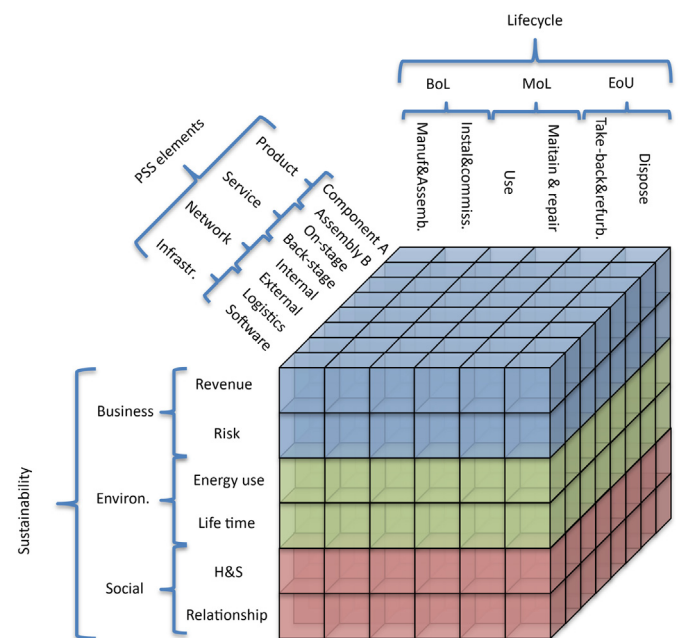 Lifecycle
BoL
MoL
EoU
Manuf&Assemb.
Instal&commiss.
Use
Maitain & repair
Take-back&refurb.
Dispose
PSS elements
Product
Service
Network
Infrastr.
Component A
Assembly B
On-stage
Back-stage
Internal
External
Logistics
Software
Sustainability
Business
Revenue
Risk
Environ.
Energy use
Life time
Social
H&S
Relationship